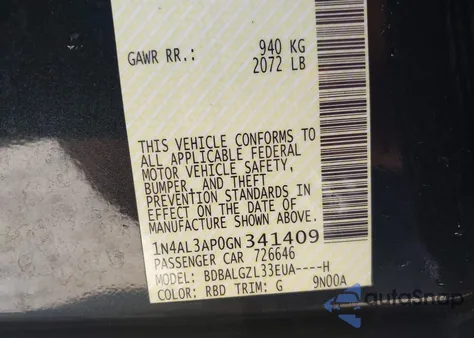 GAWR RR.: 940 KG
2072 LB
THIS VEHICLE CONFORMS TO
ALL APPLICABLE FEDERAL
MOTOR VEHICLE SAFETY,
BUMPER, AND THEFT
PREVENTION STANDARDS IN
EFFECT ON THE DATE OF
MANUFACTURE SHOWN ABOVE.
1N4AL3AP0GN 341409
PASSENGER CAR 726646
MODEL: BDBALGZL33EUA----H
COLOR: RBD TRIM: G 9N00A
autoSnap